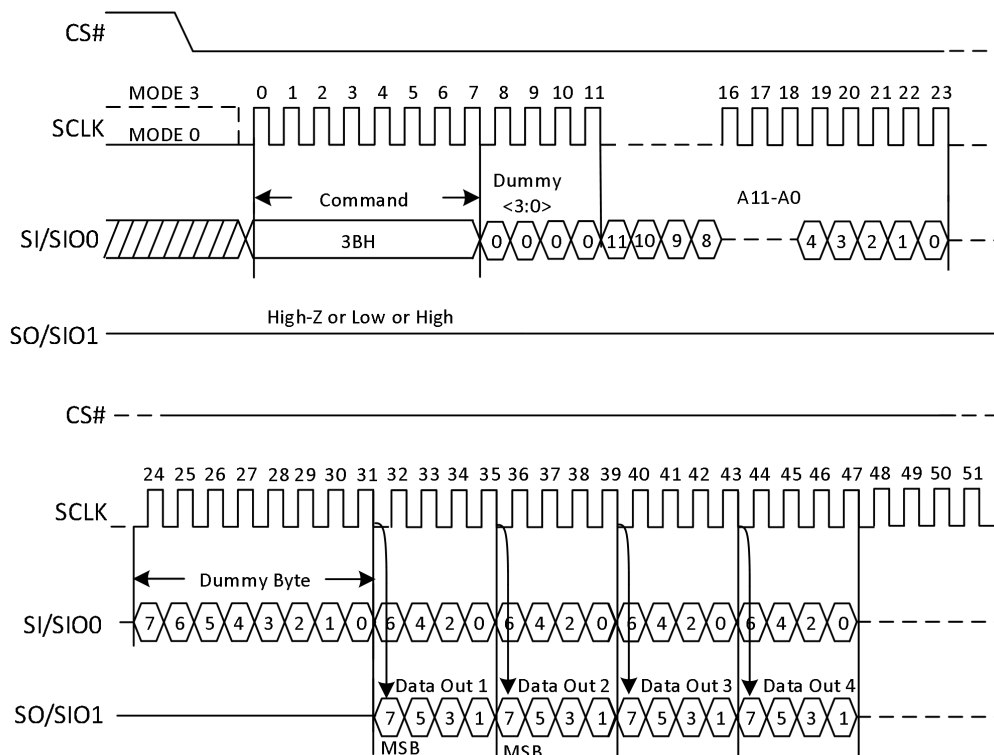 CS#
MODE 3
0 1 2 3 4 5 6 7 8 9 10 11 16 17 18 19 20 21 22 23
SCLK
MODE 0
Dummy
<3:0>
Command
A11-A0
SI/SIO0
3BH
0 0 0 0 11 10 9 8 4 3 2 1 0
High-Z or Low or High
SO/SIO1
CS#
24 25 26 27 28 29 30 31 32 33 34 35 36 37 38 39 40 41 42 43 44 45 46 47 48 49 50 51
SCLK
Dummy Byte
SI/SIO0
7 6 5 4 3 2 1 0 6 4 2 0 6 4 2 0 6 4 2 0 6 4 2 0
Data Out 1 Data Out 2 Data Out 3 Data Out 4
SO/SIO1
7 5 3 1 7 5 3 1 7 5 3 1 7 5 3 1
MSB MSB